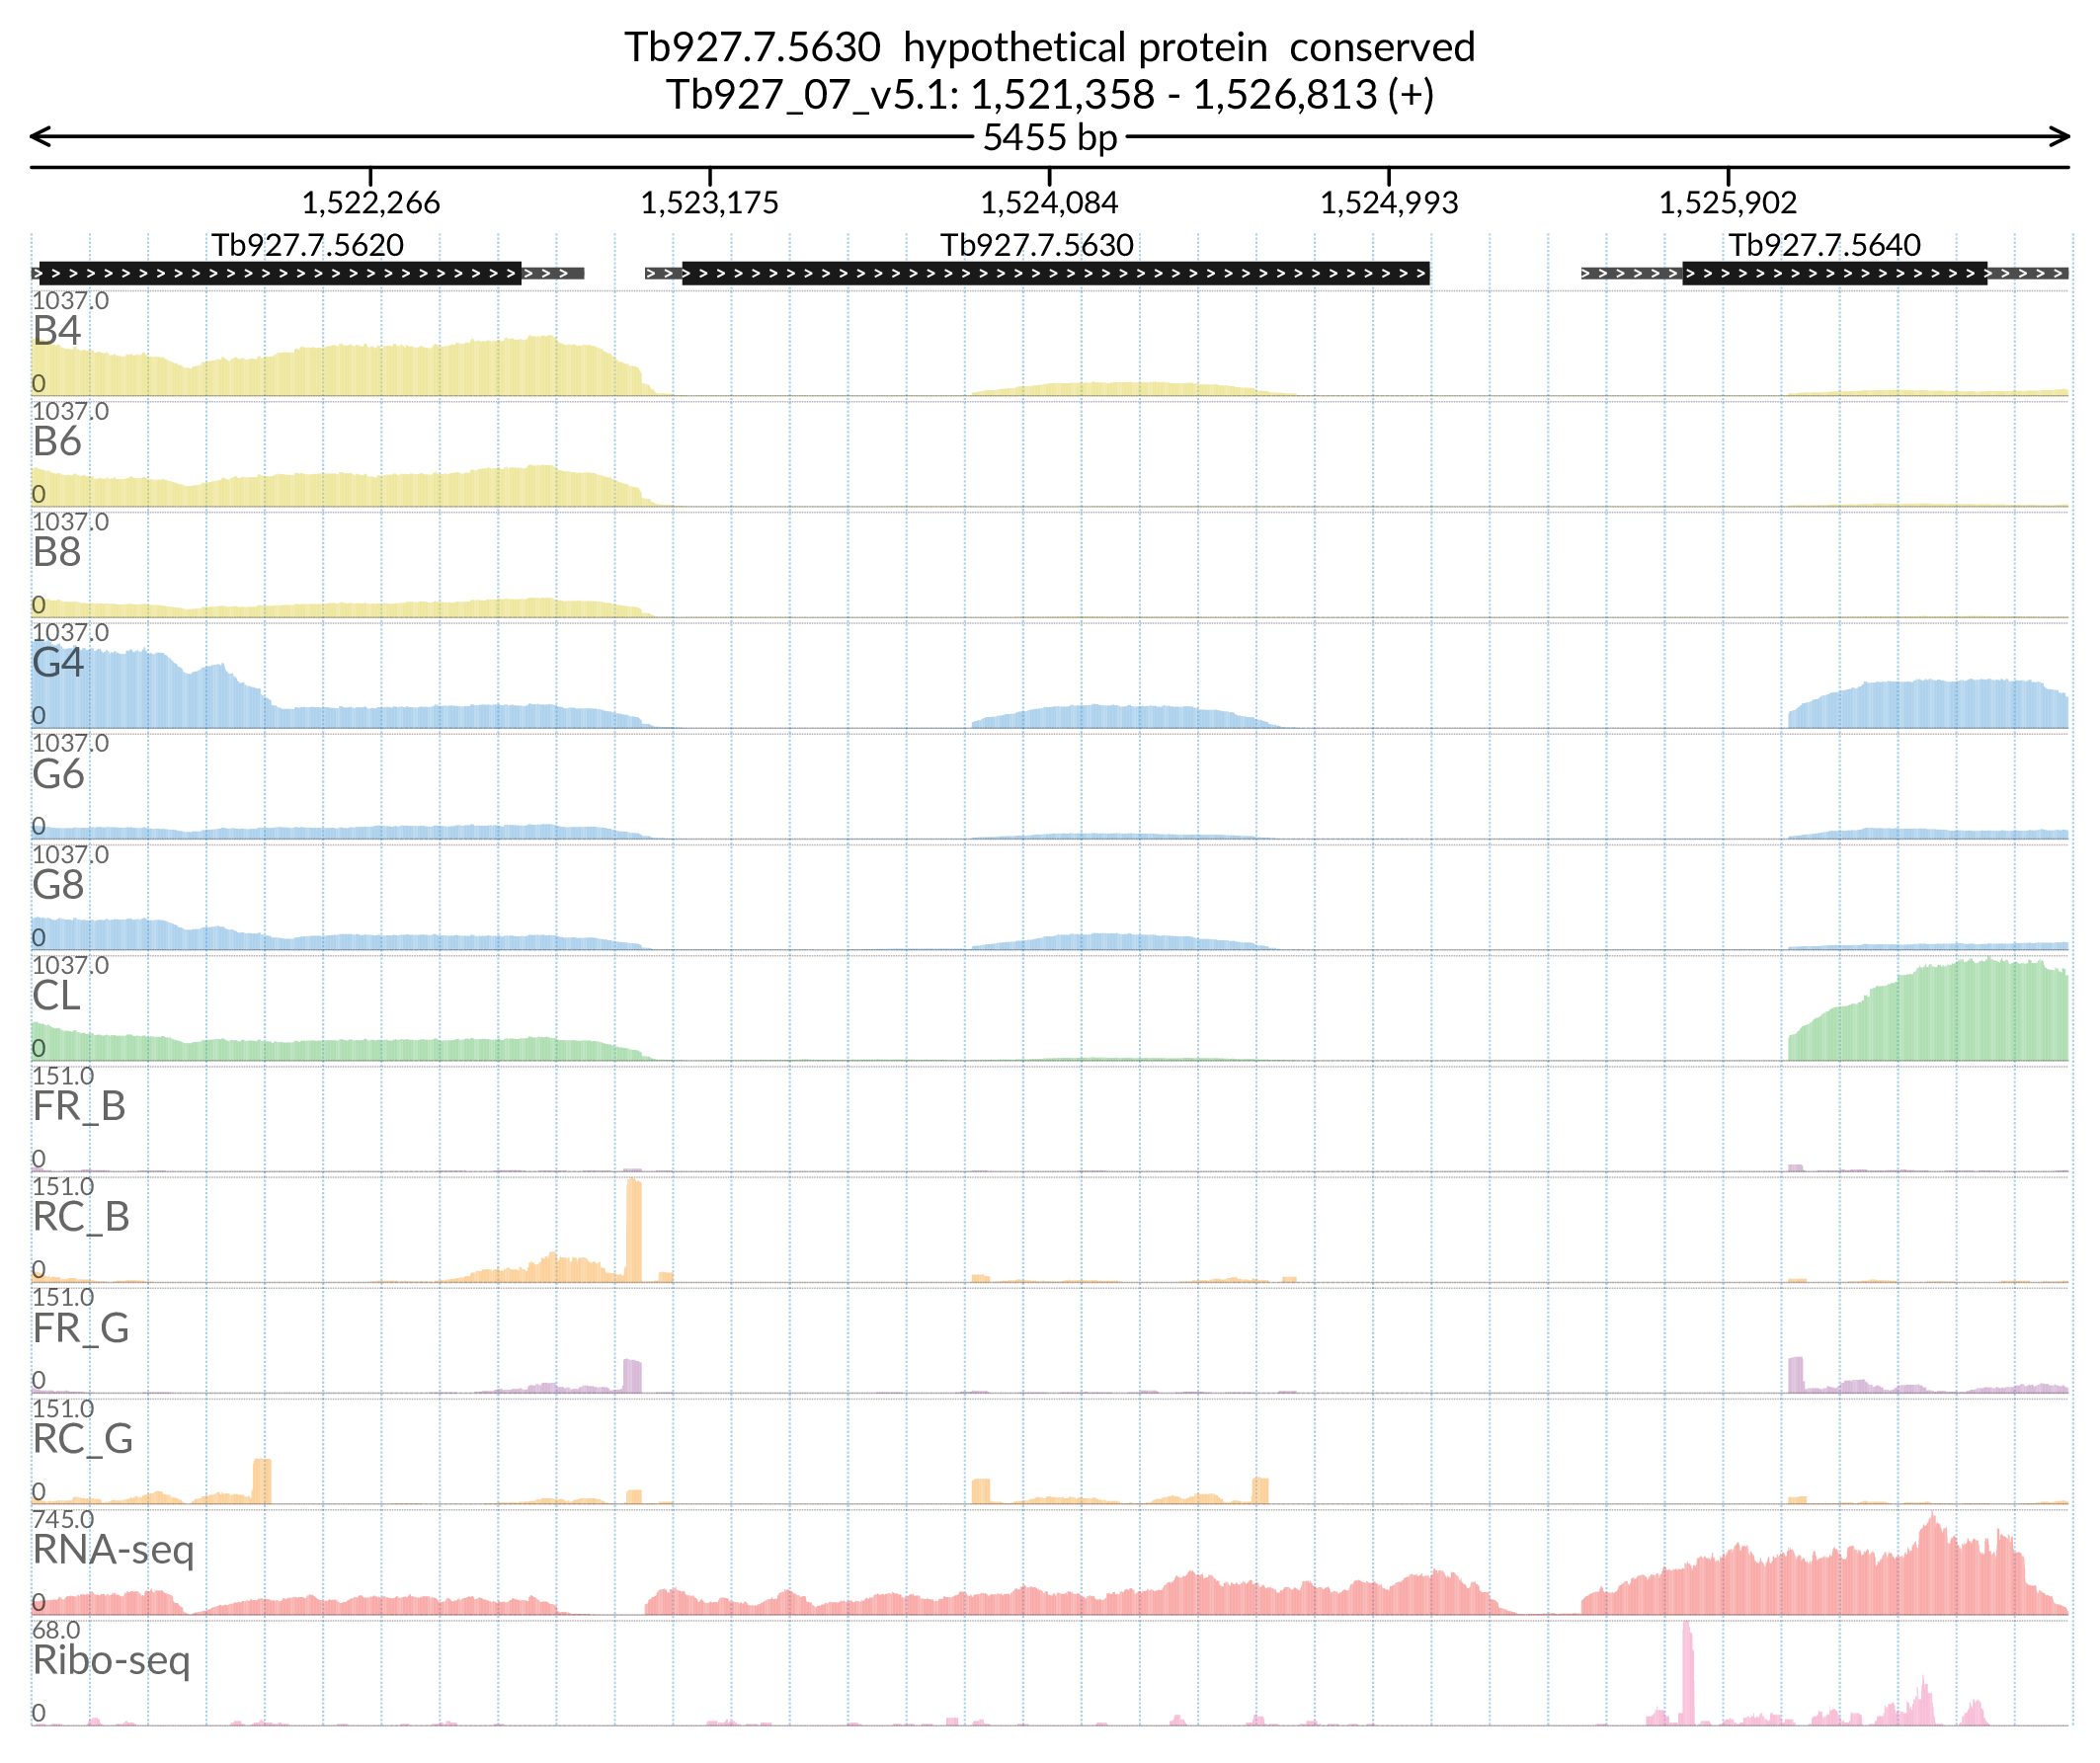 Tb927.7.5630 hypothetical protein conserved
Tb927_07_v5.1: 1,521,358 - 1,526,813 (+)
5455 bp
1,522,266 1,523,175 1,524,084 1,524,993 1,525,902
Tb927.7.5620 Tb927.7.5630 Tb927.7.5640
1037.0
B4
0
1037.0
B6
0
1037.0
B8
0
1037.0
G4
0
1037.0
G6
0
1037.0
G8
0
1037.0
CL
0
151.0
FR_B
0
151.0
RC_B
0
151.0
FR_G
0
151.0
RC_G
0
745.0
RNA-seq
0
68.0
Ribo-seq
0